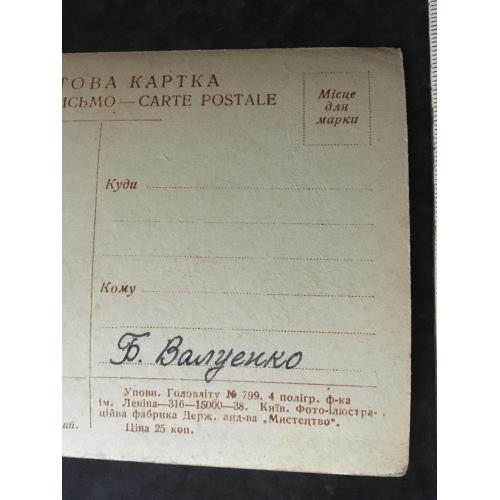 ТОВА КАРТКА
ИСЬМО—CARTE POSTALE
Місце
для
марки
Куди
Кому
Б. Валуенко
Уповн. Головліту № 799. 4 полігр. ф-ка
ім. Леніна—316—15000—38. Київ. Фото-ілюстра-
ційна фабрика Держ. вид-ва „Мистецтво".
Ціна 25 коп.